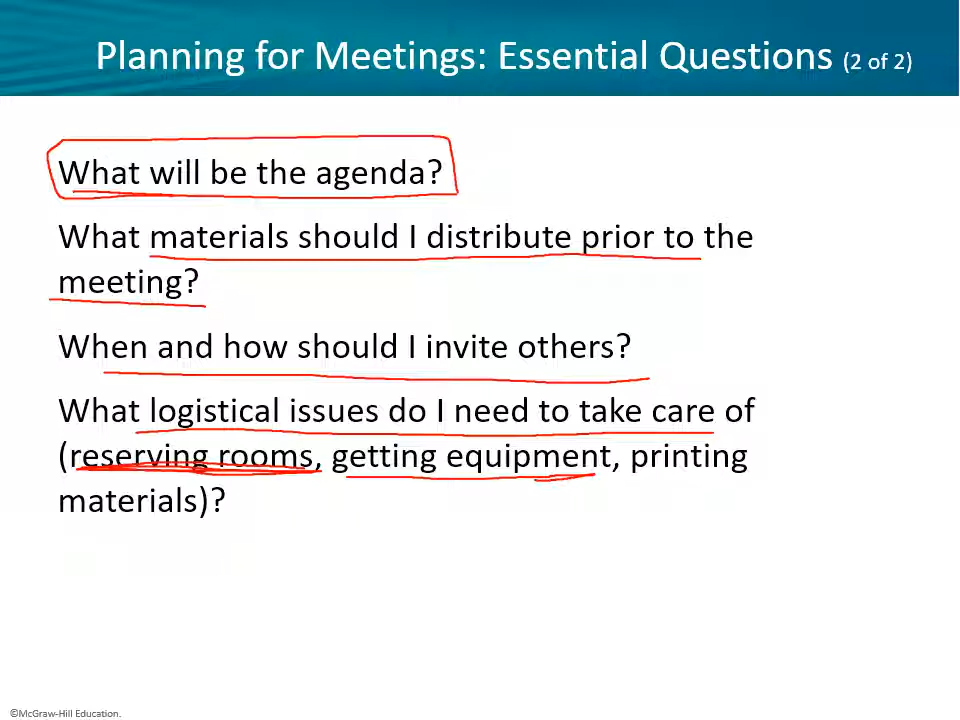 Planning for Meetings: Essential Questions (2 of 2)
What will be the agenda?
What materials should I distribute prior to the
meeting?
When and how should I invite others?
What logistical issues do I need to take care of
(reserving rooms, getting equipment, printing
materials)?
©McGraw-Hill Education.